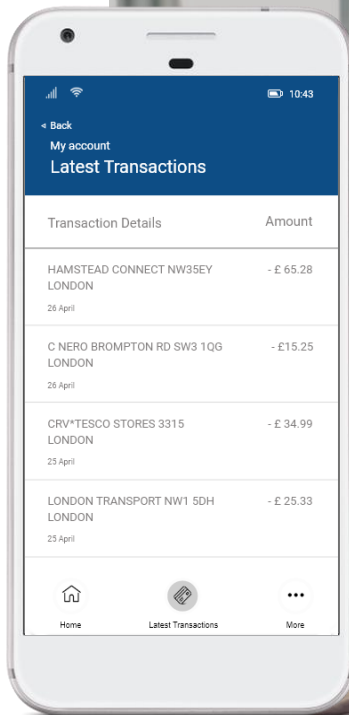 10:43
Back
My account
Latest Transactions
Transaction Details Amount
HAMSTEAD CONNECT NW35EY - £ 65.28
LONDON
26 April
C NERO BROMPTON RD SW3 1QG - £15.25
LONDON
26 April
CRV*TESCO STORES 3315 - £ 34.99
LONDON
25 April
LONDON TRANSPORT NW1 5DH - £ 25.33
LONDON
25 April
Home Latest Transactions More